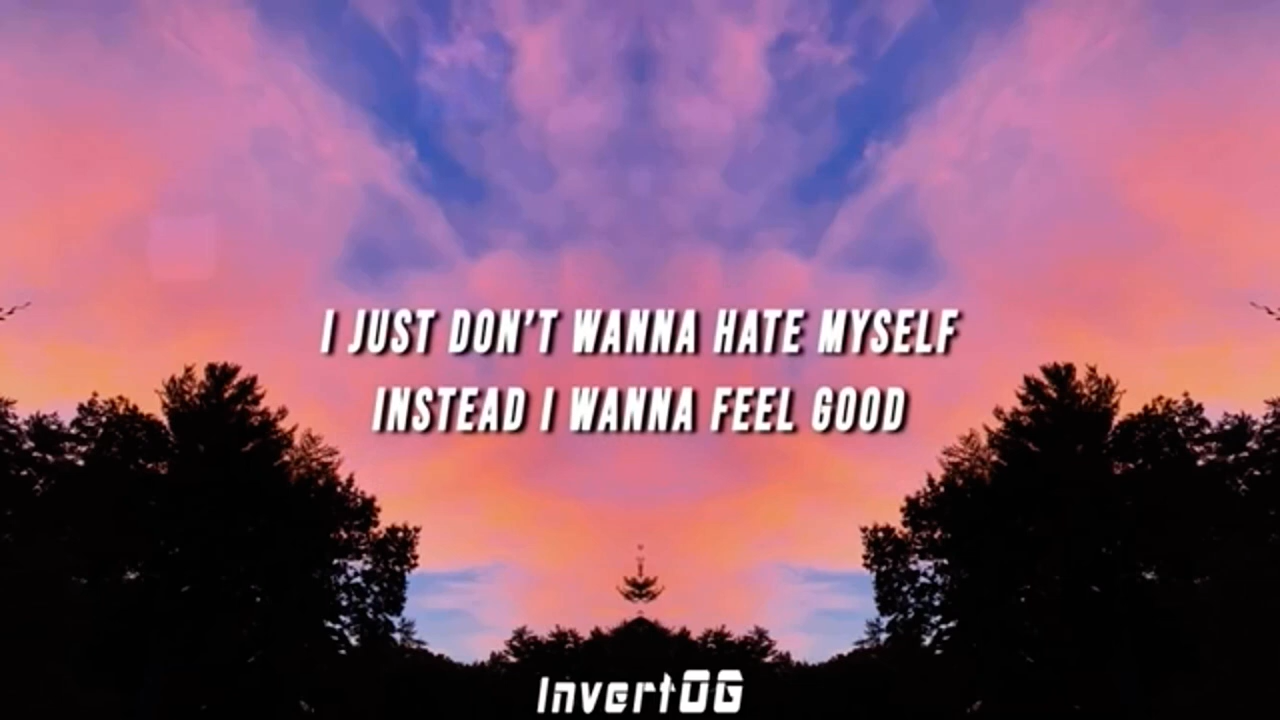 I JUST DON'T WANNA HATE MYSELF
INSTEAD I WANNA FEEL GOOD
InvertOG